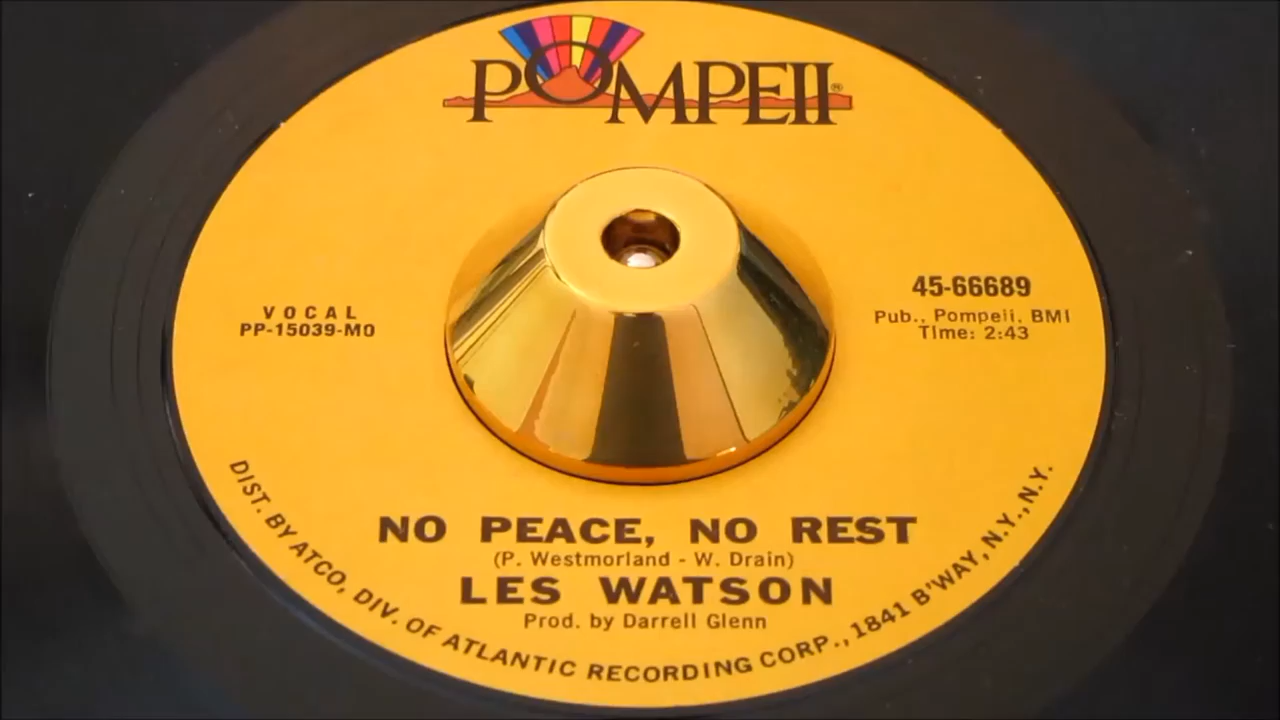 POMPEII®
VOCAL
PP-15039-MO
45-66689
Pub., Pompeii, BMI
Time: 2:43
NO PEACE, NO REST
(P. Westmorland - W. Drain)
LES WATSON
Prod. by Darrell Glenn
DIST. BY ATCO, DIV. OF ATLANTIC RECORDING CORP., 1841 B'WAY, N.Y., N.Y.